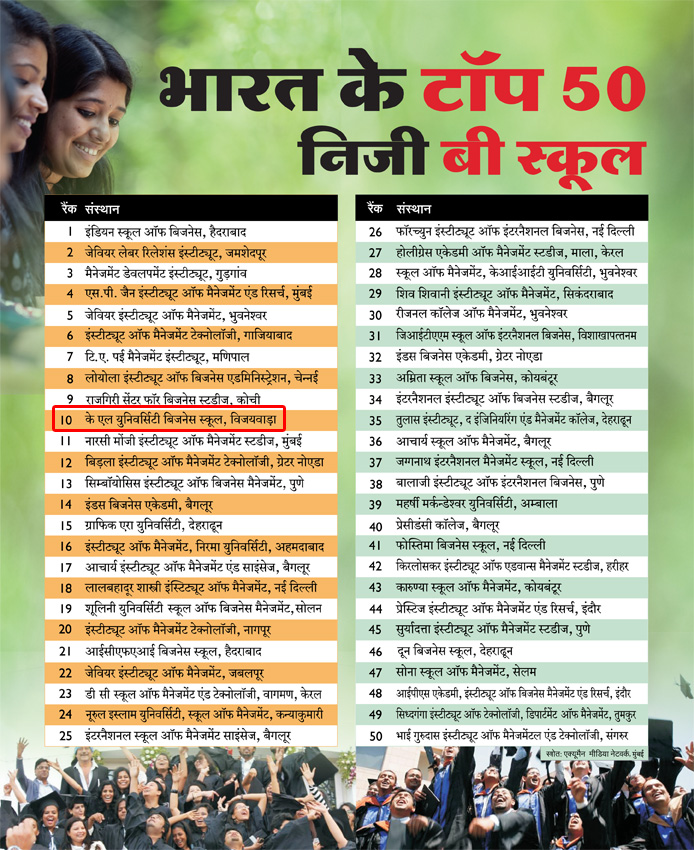 भारत के टॉप 50
निजी बी स्कूल
रैंक संस्थान
1 इंडियन स्कूल ऑफ बिजनेस, हैदराबाद
2 जेवियर लेबर रिलेशंस इंस्टीट्यूट, जमशेदपुर
3 मैनेजमेंट डेवलपमेंट इंस्टीट्यूट, गुड़गांव
4 एस.पी. जैन इंस्टीट्यूट ऑफ मैनेजमेंट एंड रिसर्च, मुंबई
5 जेवियर इंस्टीट्यूट ऑफ मैनेजमेंट, भुवनेश्वर
6 इंस्टीट्यूट ऑफ मैनेजमेंट टेक्नोलॉजी, गाजियाबाद
7 टि.ए. पई मैनेजमेंट इंस्टीट्यूट, मणिपाल
8 लोयोला इंस्टीट्यूट ऑफ बिजनेस एडमिनिस्ट्रेशन, चेन्नई
9 राजगिरी सेंटर फॉर बिजनेस स्टडीज, कोची
10 के एल युनिवर्सिटी बिजनेस स्कूल, विजयवाड़ा
11 नारसी मोंजी इंस्टीट्यूट ऑफ मैनेजमेंट स्टडीज, मुंबई
12 बिड़ला इंस्टीट्यूट ऑफ मैनेजमेंट टेक्नोलॉजी, ग्रेटर नोएडा
13 सिम्बॉयोसिस इंस्टीट्यूट ऑफ बिजनेस मैनेजमेंट, पुणे
14 इंडस बिजनेस एकेडमी, बैगलूर
15 ग्राफिक एरा युनिवर्सिटी, देहरादून
16 इंस्टीट्यूट ऑफ मैनेजमेंट, निरमा युनिवर्सिटी, अहमदाबाद
17 आचार्य इंस्टीट्यूट ऑफ मैनेजमेंट एंड साइंसेज, बैगलूर
18 लालबहादूर शास्त्री इंस्टिट्यूट ऑफ मैनेजमेंट, नई दिल्ली
19 शूलिनी युनिवर्सिटी स्कूल ऑफ बिजनेस मैनेजमेंट,सोलन
20 इंस्टीट्यूट ऑफ मैनेजमेंट टेक्नोलॉजी, नागपूर
21 आईसीएफएआई बिजनेस स्कूल, हैदराबाद
22 जेवियर इंस्टीट्यूट ऑफ मैनेजमेंट, जबलपूर
23 डी सी स्कूल ऑफ मैनेजमेंट एंड टेक्नोलॉजी, वागमण, केरल
24 नूरुल इस्लाम युनिवर्सिटी, स्कूल ऑफ मैनेजमेंट, कन्याकुमारी
25 इंटरनैशनल स्कूल ऑफ मैनेजमेंट साइंसेज, बैगलूर
रैंक संस्थान
26 फॉरच्युन इंस्टीट्यूट ऑफ इंटरनैशनल बिजनेस, नई दिल्ली
27 होलीग्रेस एकेडमी ऑफ मैनेजमेंट स्टडीज, माला, केरल
28 स्कूल ऑफ मैनेजमेंट, केआईआईटी युनिवर्सिटी, भुवनेश्वर
29 शिव शिवानी इंस्टीट्यूट ऑफ मैनेजमेंट, सिकंदराबाद
30 रीजनल कॉलेज ऑफ मैनेजमेंट, भुवनेश्वर
31 जिआईटीएएम स्कूल ऑफ इंटरनैशनल बिजनेस, विशाखापत्तनम
32 इंडस बिजनेस एकेडमी, ग्रेटर नोएडा
33 अम्रिता स्कूल ऑफ बिजनेस, कोयबंटूर
34 इंटरनैशनल इंस्टीट्यूट ऑफ बिजनेस स्टडीज, बैगलूर
35 तुलास इंस्टीट्यूट, द इंजिनियरिंग एंड मैनेजमेंट कॉलेज, देहरादून
36 आचार्य स्कूल ऑफ मैनेजमेंट, बैगलूर
37 जगन्नाथ इंटरनैशनल मैनेजमेंट स्कूल, नई दिल्ली
38 बालाजी इंस्टीट्यूट ऑफ इंटरनैशनल बिजनेस, पुणे
39 महर्षी मर्कन्डेश्वर युनिवर्सिटी, अम्बाला
40 प्रेसीडंसी कॉलेज, बैगलूर
41 फोस्तिमा बिजनेस स्कूल, नई दिल्ली
42 किरलोसकर इंस्टीट्यूट ऑफ एडवान्स मैनेजमेंट स्टडीज, हरीहर
43 कारुण्या स्कूल ऑफ मैनेजमेंट, कोयबंटूर
44 प्रेस्टिज इंस्टीट्यूट ऑफ मैनेजमेंट एंड रिसर्च, इंदौर
45 सुर्यादत्ता इंस्टीट्यूट ऑफ मैनेजमेंट स्टडीज, पुणे
46 दून बिजनेस स्कूल, देहरादून
47 सोना स्कूल ऑफ मैनेजमेंट, सेलम
48 आईपीएस एकेडमी, इंस्टीट्यूट ऑफ बिजनेस मैनेजमेंट एंड रिसर्च, इंदौर
49 सिध्दगंगा इंस्टीट्यूट ऑफ टेक्नोलॉजी, डिपार्टमेंट ऑफ मैनेजमेंट, तुमकुर
50 भाई गुरुदास इंस्टीट्यूट ऑफ मैनेजमेंटल एंड टेक्नोलॉजी, संगरुर
स्त्रोत: एक्यूमैन मीडिया नेटवर्क, मुंबई